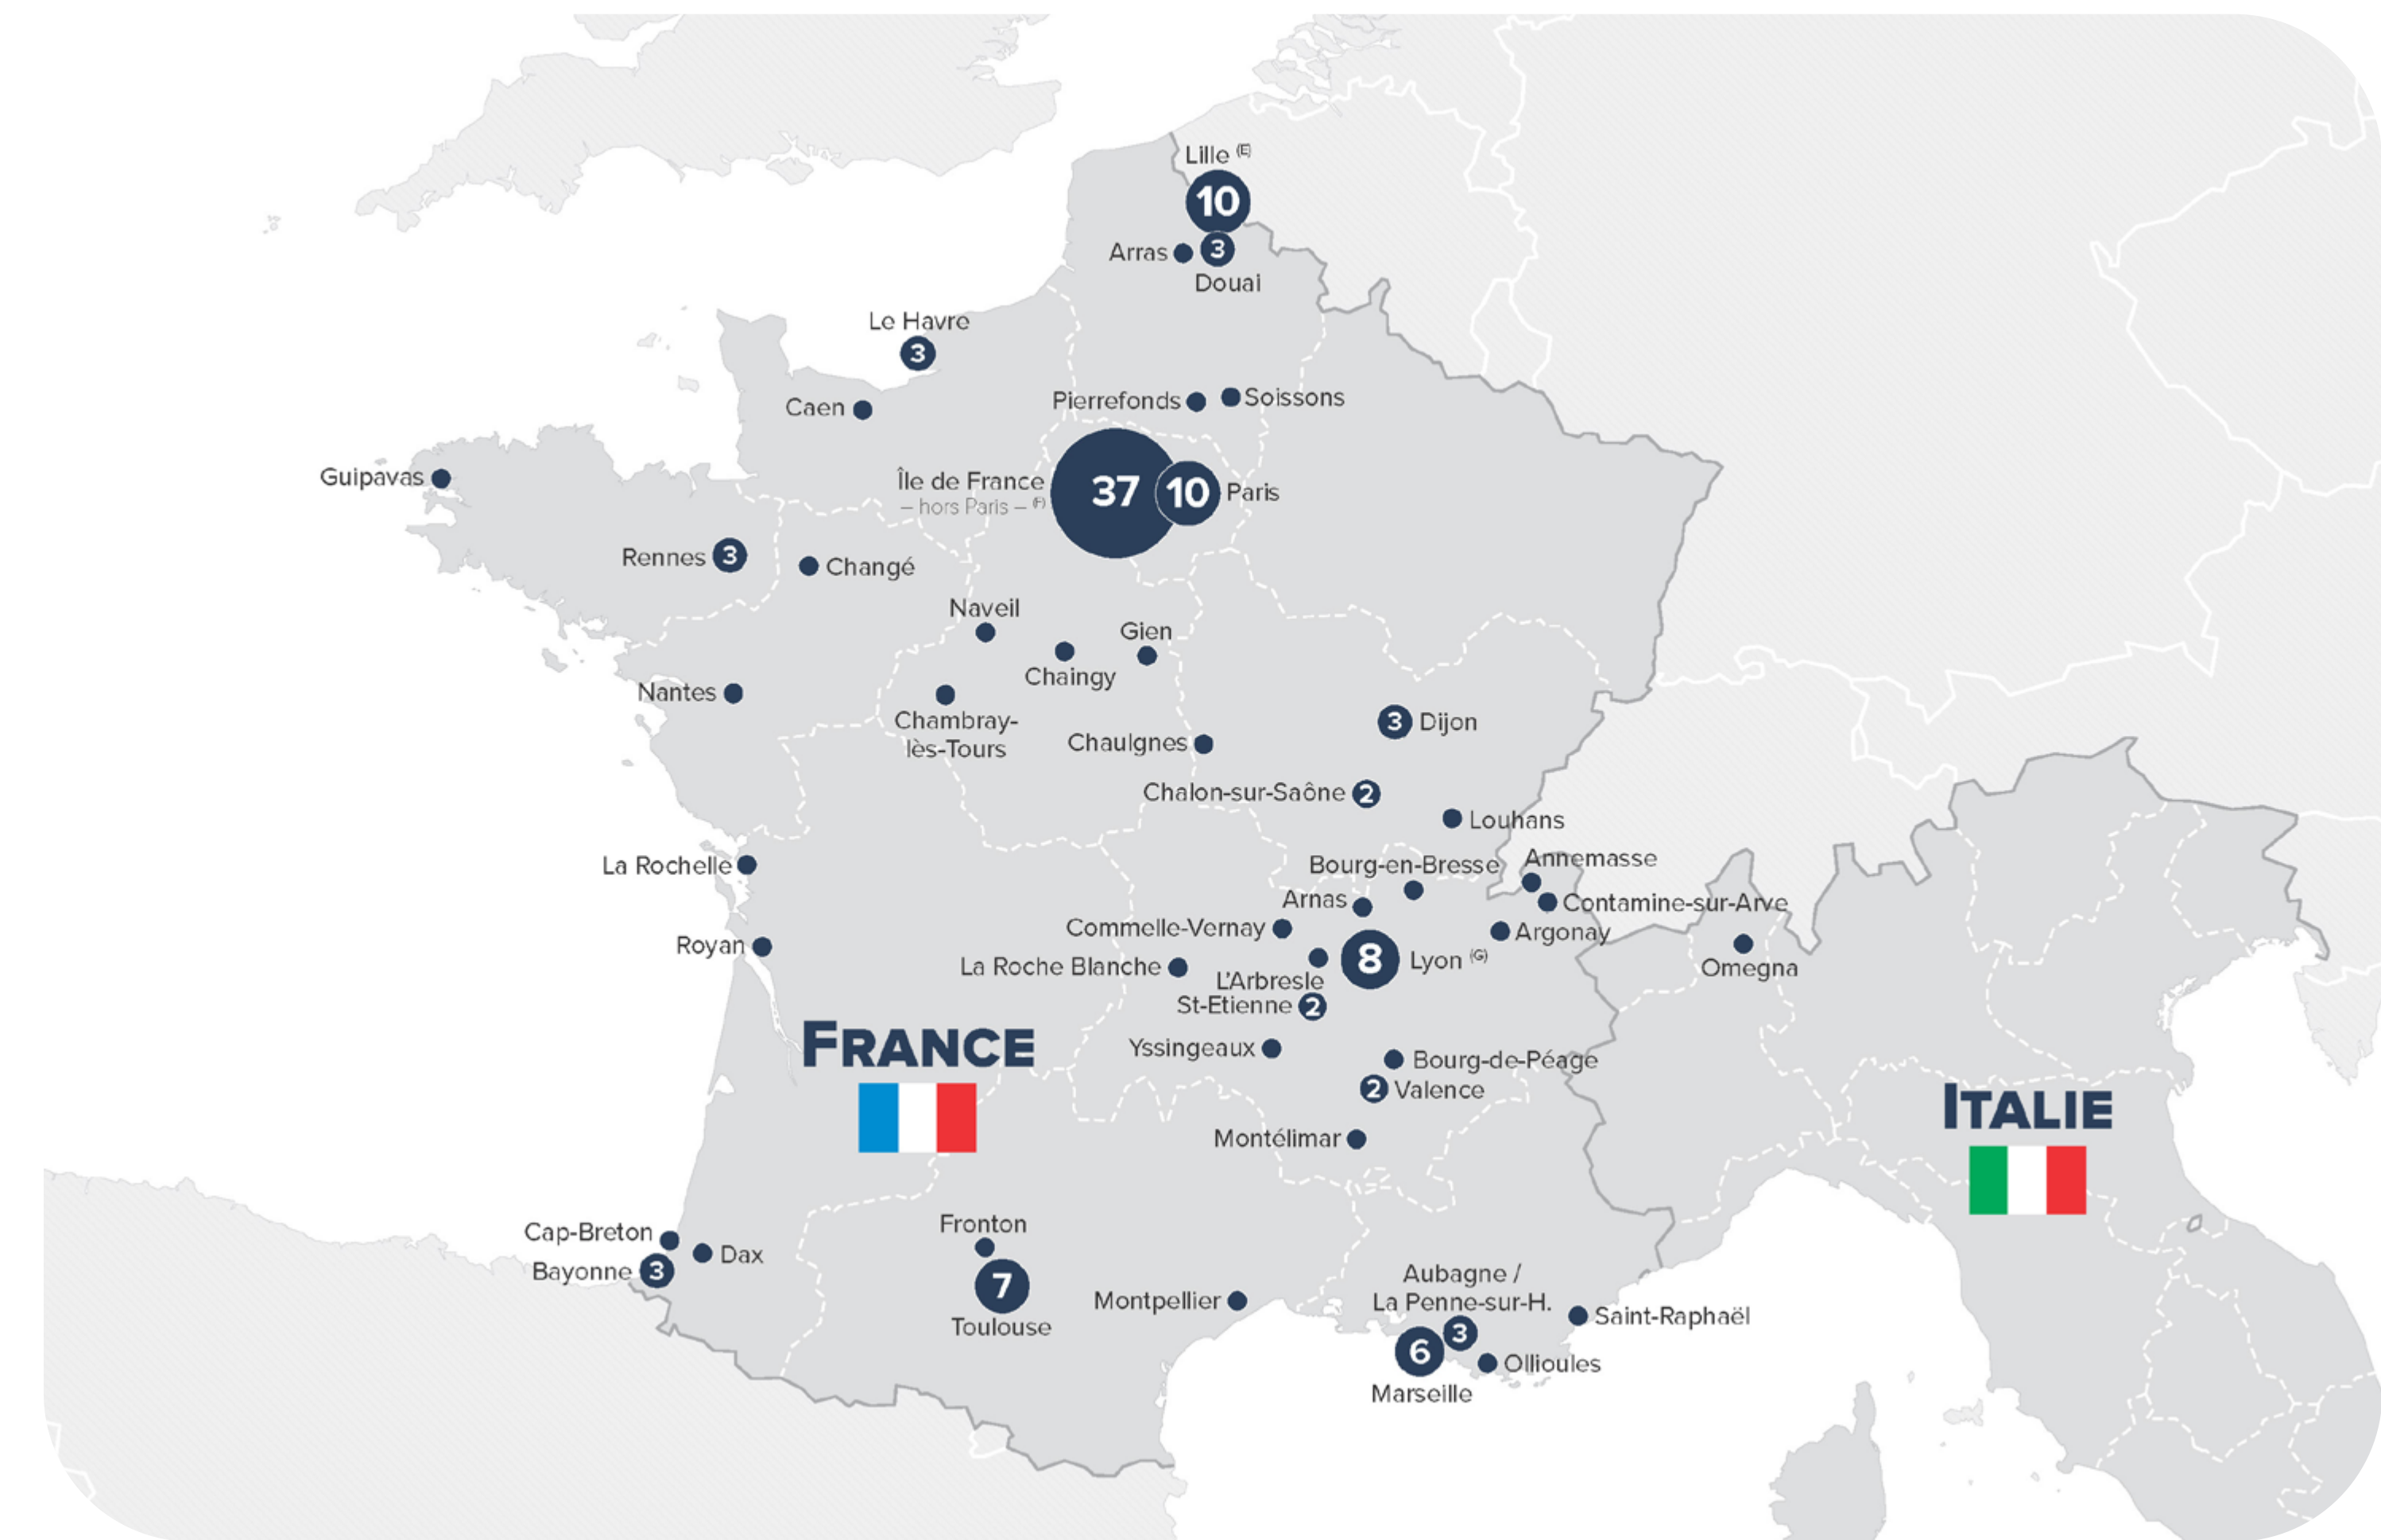 Lille (E)
10
Arras
3
Douai
Le Havre
3
Caen
Pierrefonds
Soissons
Guipavas
Île de France
– hors Paris – (F)
37
10
Paris
Rennes
3
Changé
Naveil
Gien
Chaingy
Nantes
Chambray-
lès-Tours
3
Dijon
Chaulgnes
Chalon-sur-Saône
2
Louhans
La Rochelle
Bourg-en-Bresse
Annemasse
Arnas
Contamine-sur-Arve
Commelle-Vernay
Argonay
Royan
La Roche Blanche
L'Arbresle
8
Lyon (G)
Omegna
St-Etienne
2
FRANCE
Yssingeaux
Bourg-de-Péage
2
Valence
ITALIE
Montélimar
Cap-Breton
Dax
Bayonne
3
Fronton
7
Toulouse
Montpellier
Aubagne /
La Penne-sur-H.
3
Saint-Raphaël
6
Ollioules
Marseille